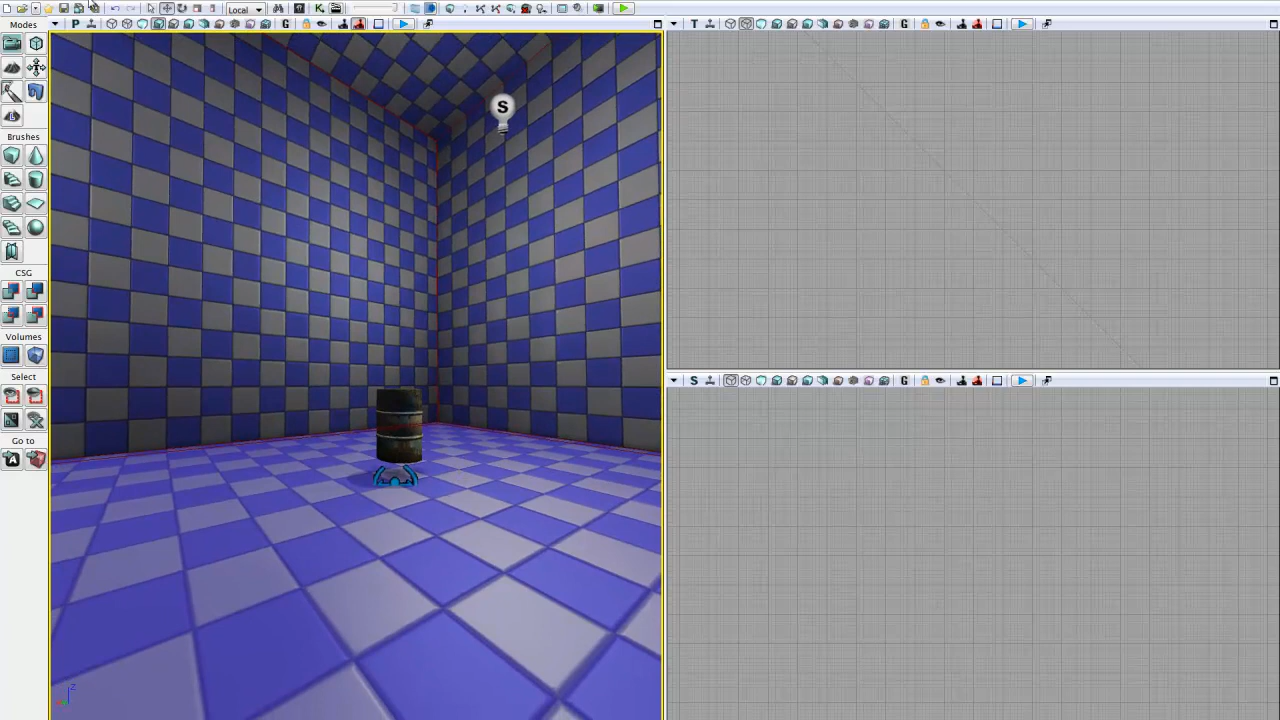 Local
P G
T G
Modes
L
Brushes
S
CSG
Volumes
Select
S G
Go to
A
Z